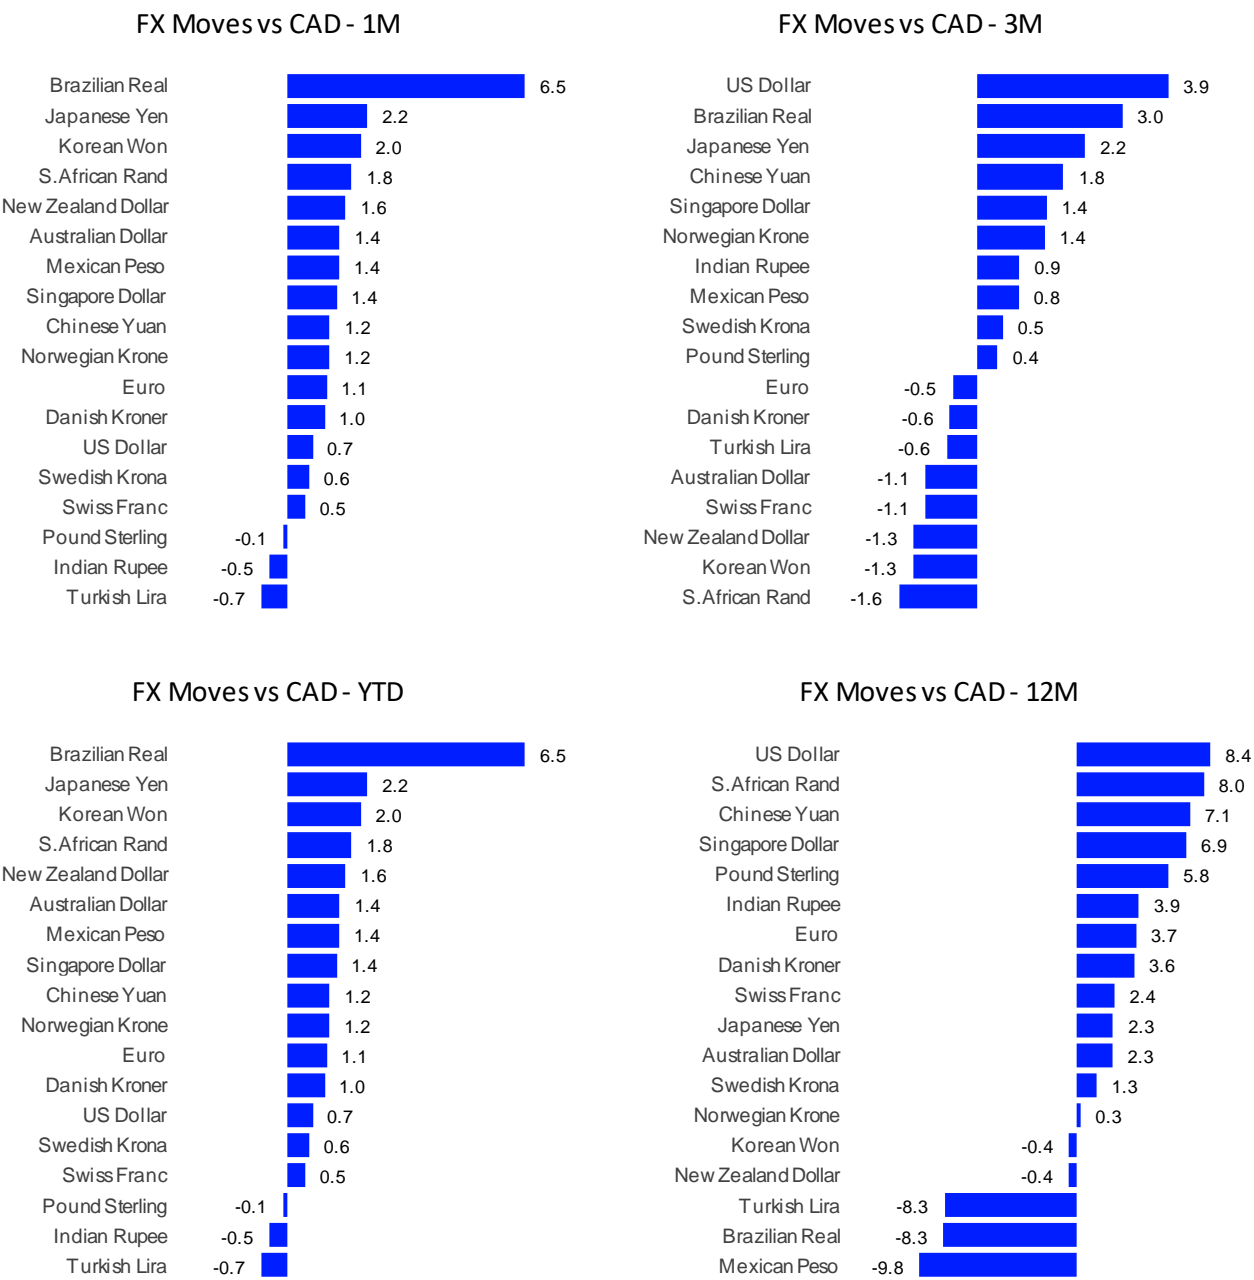 FX Moves vs CAD - 1M
Brazilian Real 6.5
Japanese Yen 2.2
Korean Won 2.0
S.African Rand 1.8
New Zealand Dollar 1.6
Australian Dollar 1.4
Mexican Peso 1.4
Singapore Dollar 1.4
Chinese Yuan 1.2
Norwegian Krone 1.2
Euro 1.1
Danish Kroner 1.0
US Dollar 0.7
Swedish Krona 0.6
Swiss Franc 0.5
Pound Sterling -0.1
Indian Rupee -0.5
Turkish Lira -0.7
FX Moves vs CAD - 3M
US Dollar 3.9
Brazilian Real 3.0
Japanese Yen 2.2
Chinese Yuan 1.8
Singapore Dollar 1.4
Norwegian Krone 1.4
Indian Rupee 0.9
Mexican Peso 0.8
Swedish Krona 0.5
Pound Sterling 0.4
Euro -0.5
Danish Kroner -0.6
Turkish Lira -0.6
Australian Dollar -1.1
Swiss Franc -1.1
New Zealand Dollar -1.3
Korean Won -1.3
S.African Rand -1.6
FX Moves vs CAD - YTD
Brazilian Real 6.5
Japanese Yen 2.2
Korean Won 2.0
S.African Rand 1.8
New Zealand Dollar 1.6
Australian Dollar 1.4
Mexican Peso 1.4
Singapore Dollar 1.4
Chinese Yuan 1.2
Norwegian Krone 1.2
Euro 1.1
Danish Kroner 1.0
US Dollar 0.7
Swedish Krona 0.6
Swiss Franc 0.5
Pound Sterling -0.1
Indian Rupee -0.5
Turkish Lira -0.7
FX Moves vs CAD - 12M
US Dollar 8.4
S.African Rand 8.0
Chinese Yuan 7.1
Singapore Dollar 6.9
Pound Sterling 5.8
Indian Rupee 3.9
Euro 3.7
Danish Kroner 3.6
Swiss Franc 2.4
Japanese Yen 2.3
Australian Dollar 2.3
Swedish Krona 1.3
Norwegian Krone 0.3
Korean Won -0.4
New Zealand Dollar -0.4
Turkish Lira -8.3
Brazilian Real -8.3
Mexican Peso -9.8